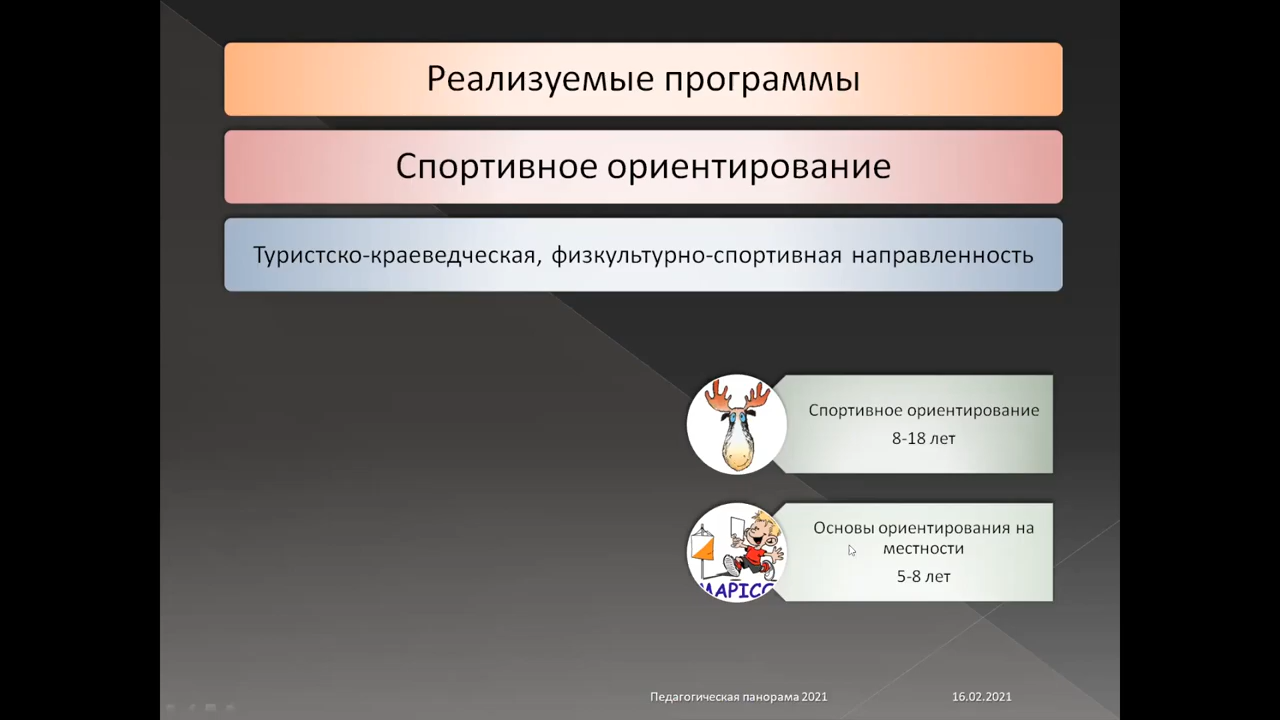 Реализуемые программы
Спортивное ориентирование
Туристско-краеведческая, физкультурно-спортивная направленность
Спортивное ориентирование
8-18 лет
Основы ориентирования на
местности
5-8 лет
Педагогическая панорама 2021
16.02.2021